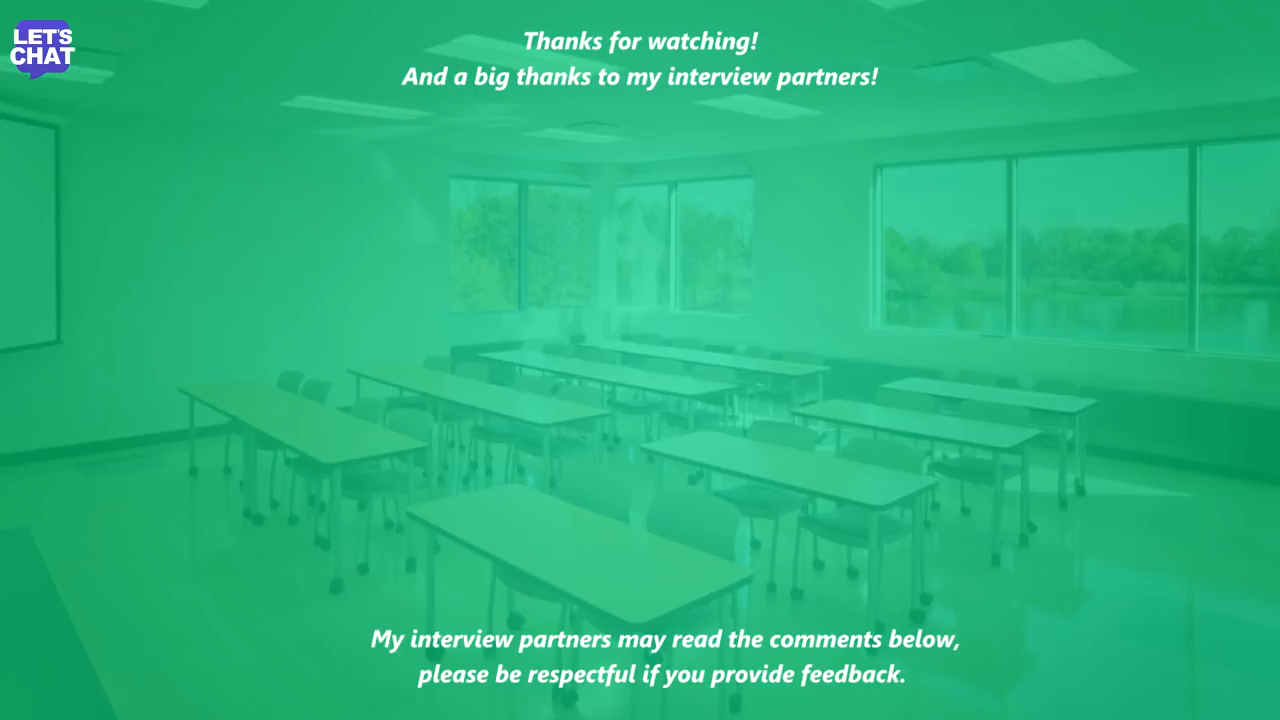 LET'S
CHAT
Thanks for watching!
And a big thanks to my interview partners!
My interview partners may read the comments below,
please be respectful if you provide feedback.